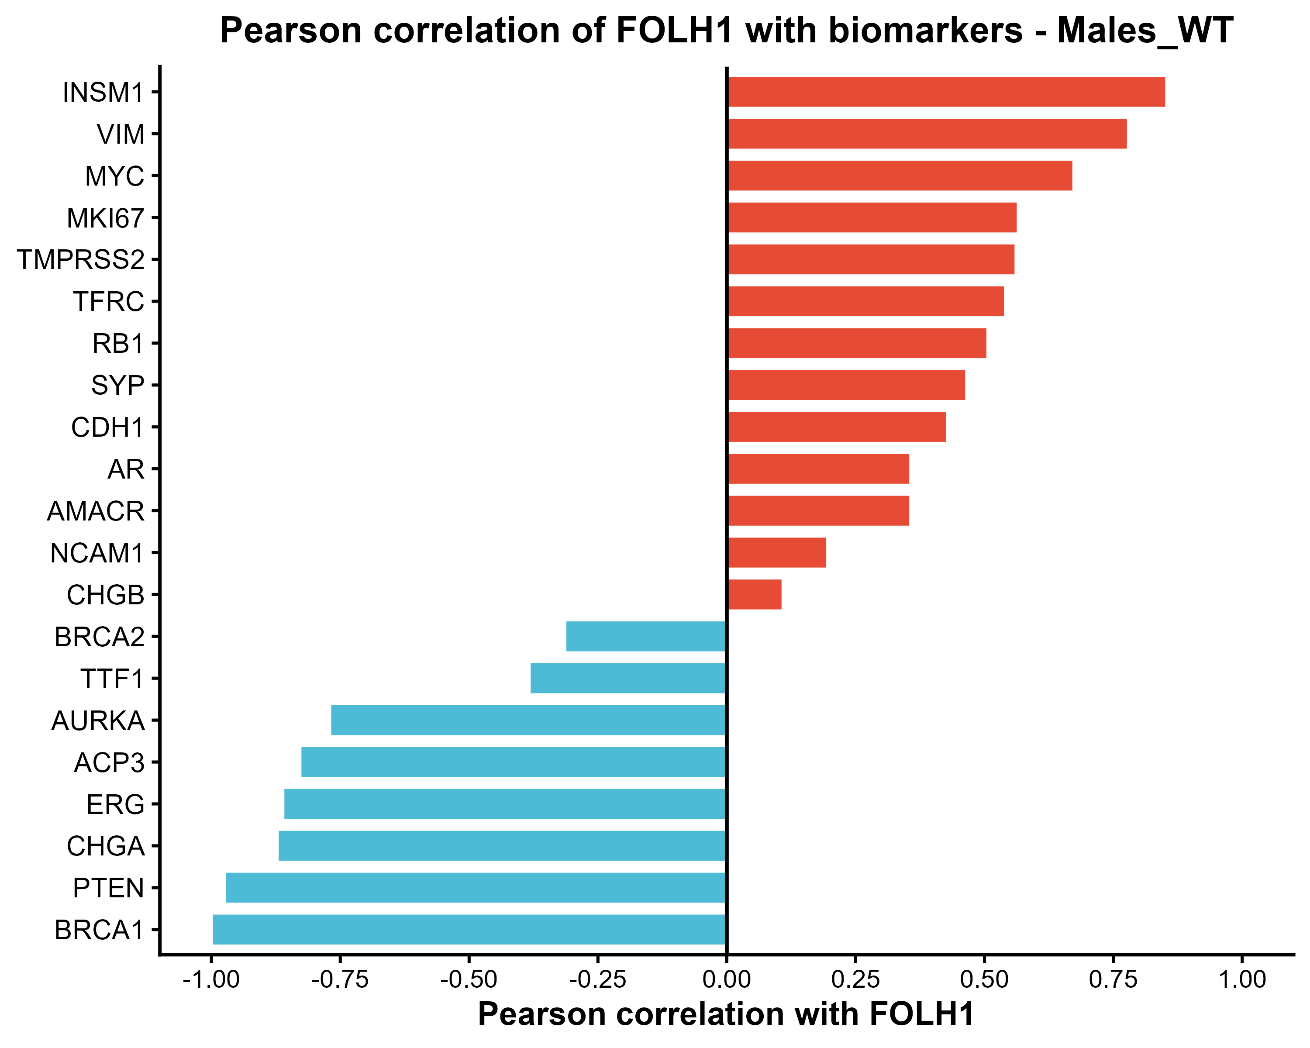 Pearson correlation of FOLH1 with biomarkers - Males_WT
INSM1
VIM
MYC
MKI67
TMPRSS2
TFRC
RB1
SYP
CDH1
AR
AMACR
NCAM1
CHGB
BRCA2
TTF1
AURKA
ACP3
ERG
CHGA
PTEN
BRCA1
-1.00 -0.75 -0.50 -0.25 0.00 0.25 0.50 0.75 1.00
Pearson correlation with FOLH1